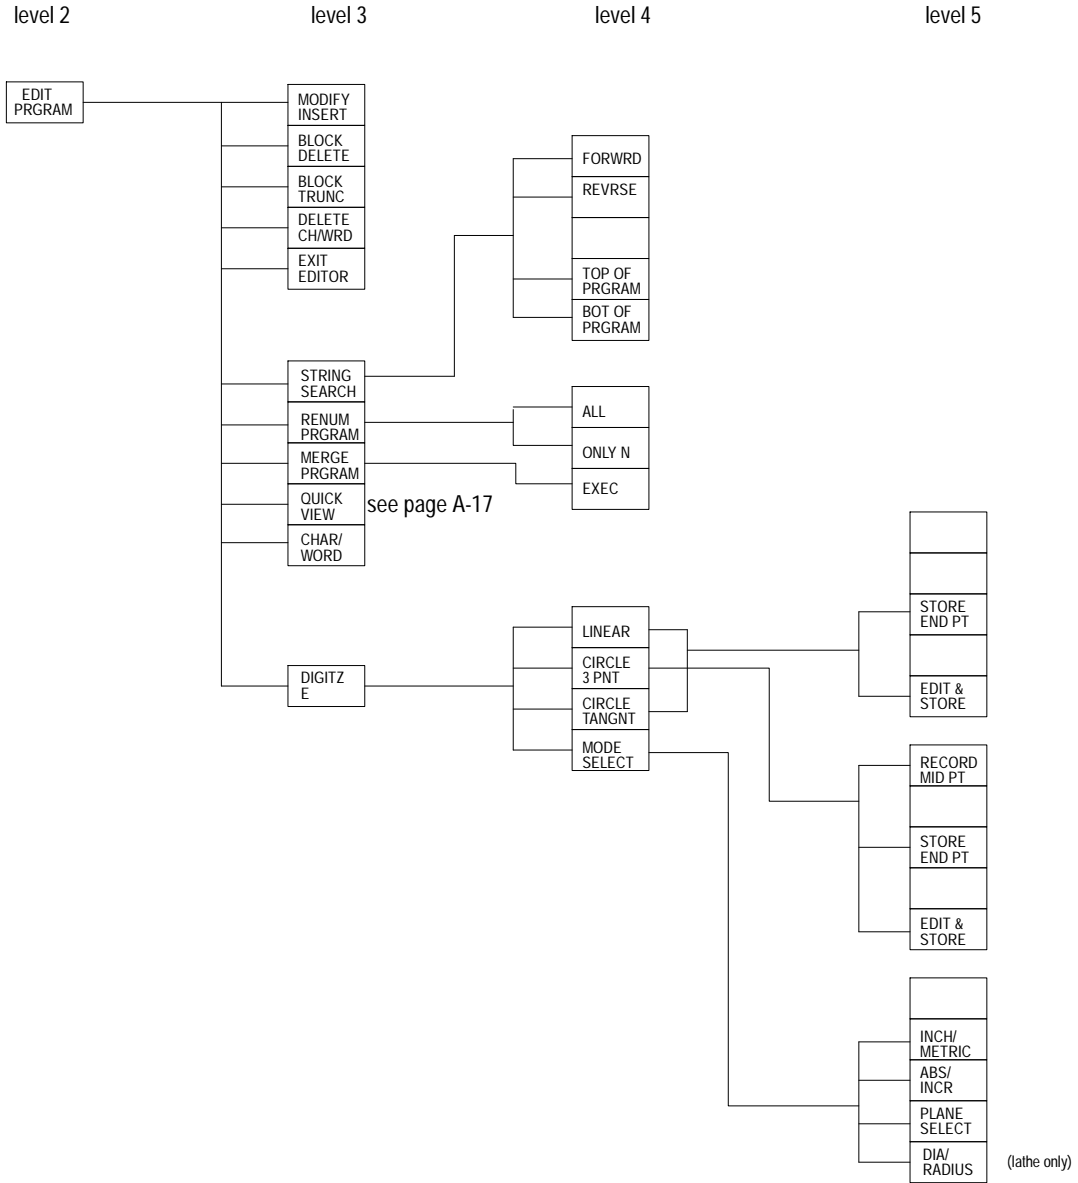 level 2
level 3
level 4
level 5
EDIT
PRGRAM
MODIFY
INSERT
BLOCK
DELETE
BLOCK
TRUNC
DELETE
CH/WRD
EXIT
EDITOR
STRING
SEARCH
RENUM
PRGRAM
MERGE
PRGRAM
QUICK
VIEW
see page A-17
CHAR/
WORD
DIGITZ
E
FORWRD
REVRSE
TOP OF
PRGRAM
BOT OF
PRGRAM
ALL
ONLY N
EXEC
LINEAR
CIRCLE
3 PNT
CIRCLE
TANGNT
MODE
SELECT
STORE
END PT
EDIT &
STORE
RECORD
MID PT
STORE
END PT
EDIT &
STORE
INCH/
METRIC
ABS/
INCR
PLANE
SELECT
DIA/
RADIUS
(lathe only)